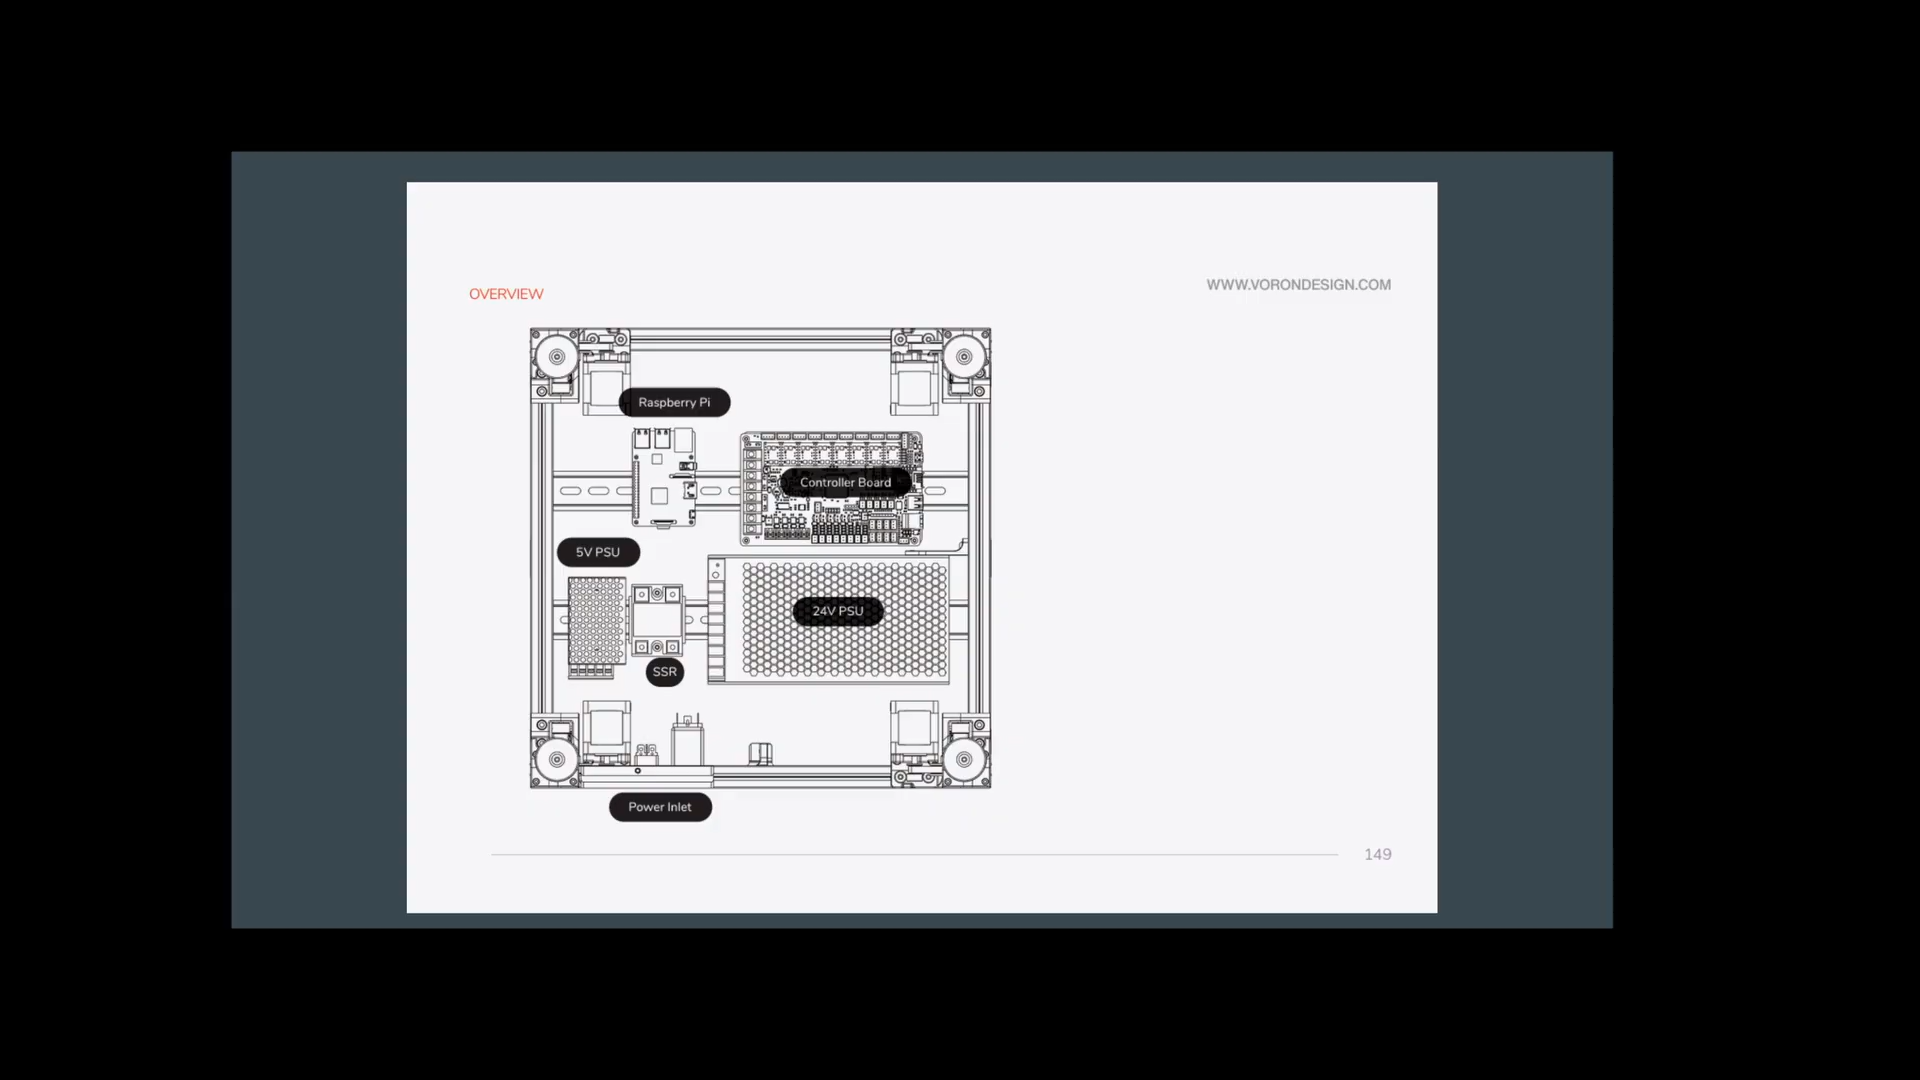 WWW.VORONDESIGN.COM
OVERVIEW
Raspberry Pi
Controller Board
5V PSU
24V PSU
SSR
Power Inlet
149